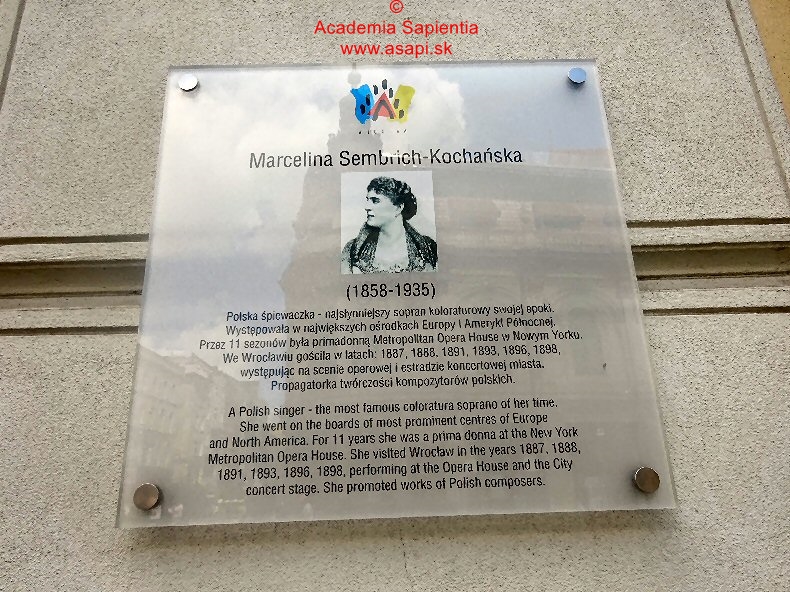 ©
Academia Sapientia
www.asapi.sk
Marcelina Sembrich-Kochańska
(1858-1935)
Polska śpiewaczka - najsłynniejszy sopran koloraturowy swojej epoki.
Występowała w największych ośrodkach Europy i Ameryki Północnej.
Przez 11 sezonów była primadonną Metropolitan Opera House w Nowym Yorku.
We Wrocławiu gościła w latach: 1887, 1888, 1891, 1893, 1896, 1898,
występując na scenie operowej i estradzie koncertowej miasta.
Propagatorka twórczości kompozytorów polskich.
A Polish singer - the most famous coloratura soprano of her time.
She went on the boards of most prominent centres of Europe
and North America. For 11 years she was a prima donna at the New York
Metropolitan Opera House. She visited Wrocław in the years 1887, 1888,
1891, 1893, 1896, 1898, performing at the Opera House and the City
concert stage. She promoted works of Polish composers.